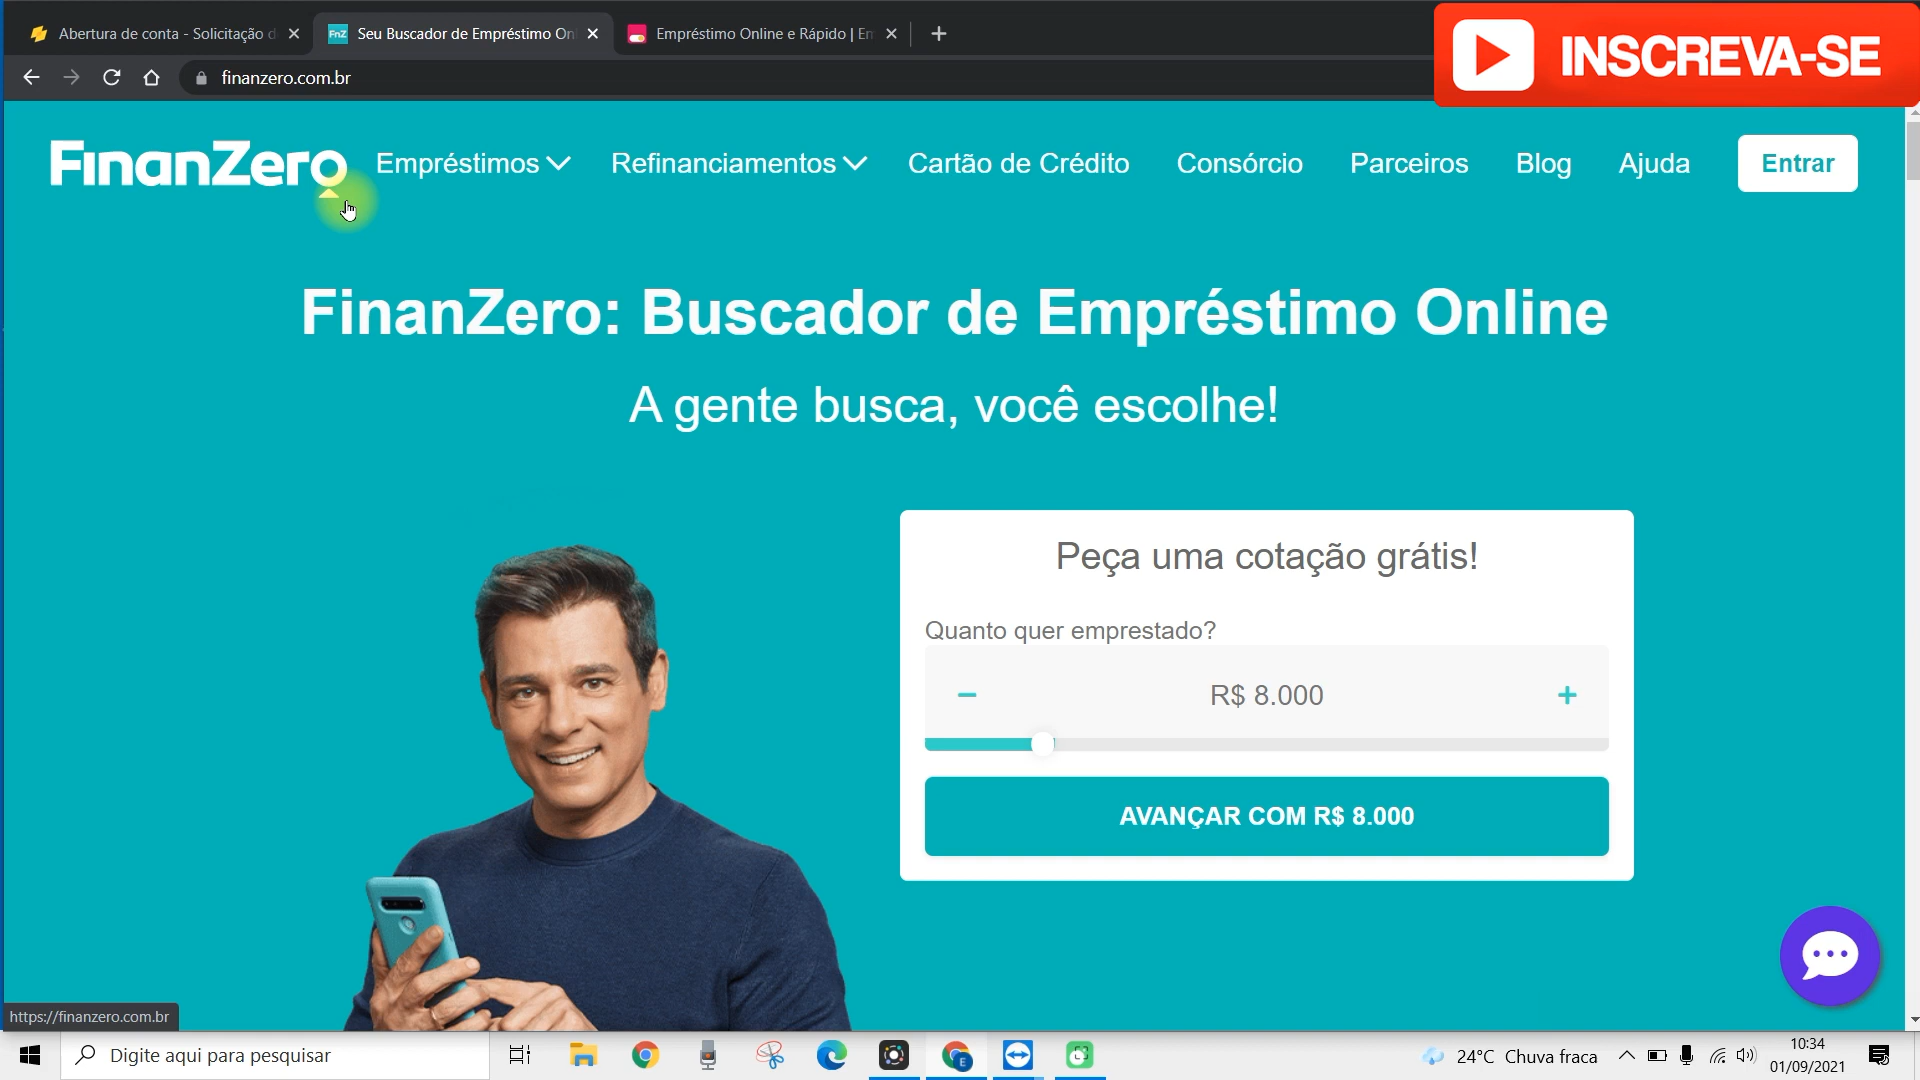 Abertura de conta - Solicitação d
Seu Buscador de Empréstimo Onl
Empréstimo Online e Rápido | Em
INSCREVA-SE
finanzero.com.br
FinanZero
Empréstimos
Refinanciamentos
Cartão de Crédito
Consórcio
Parceiros
Blog
Ajuda
Entrar
FinanZero: Buscador de Empréstimo Online
A gente busca, você escolhe!
Peça uma cotação grátis!
Quanto quer emprestado?
− R$ 8.000 +
AVANÇAR COM R$ 8.000
https://finanzero.com.br
Digite aqui para pesquisar
24°C Chuva fraca
10:34
01/09/2021